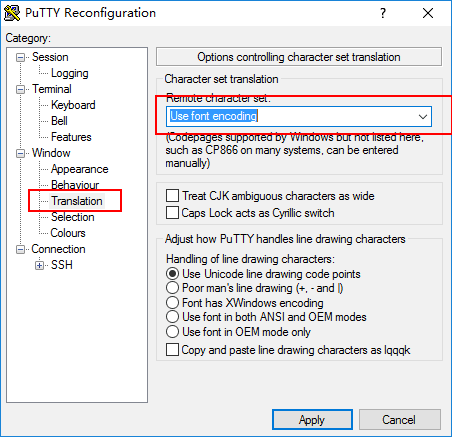 PuTTY Reconfiguration
Category:
Session
Logging
Terminal
Keyboard
Bell
Features
Window
Appearance
Behaviour
Translation
Selection
Colours
Connection
SSH
Options controlling character set translation
Character set translation
Remote character set:
Use font encoding
(Codepages supported by Windows but not listed here,
such as CP866 on many systems, can be entered
manually)
Treat CJK ambiguous characters as wide
Caps Lock acts as Cyrillic switch
Adjust how PuTTY handles line drawing characters
Handling of line drawing characters:
Use Unicode line drawing code points
Poor man's line drawing (+, - and |)
Font has XWindows encoding
Use font in both ANSI and OEM modes
Use font in OEM mode only
Copy and paste line drawing characters as lqqqk
Apply
Cancel